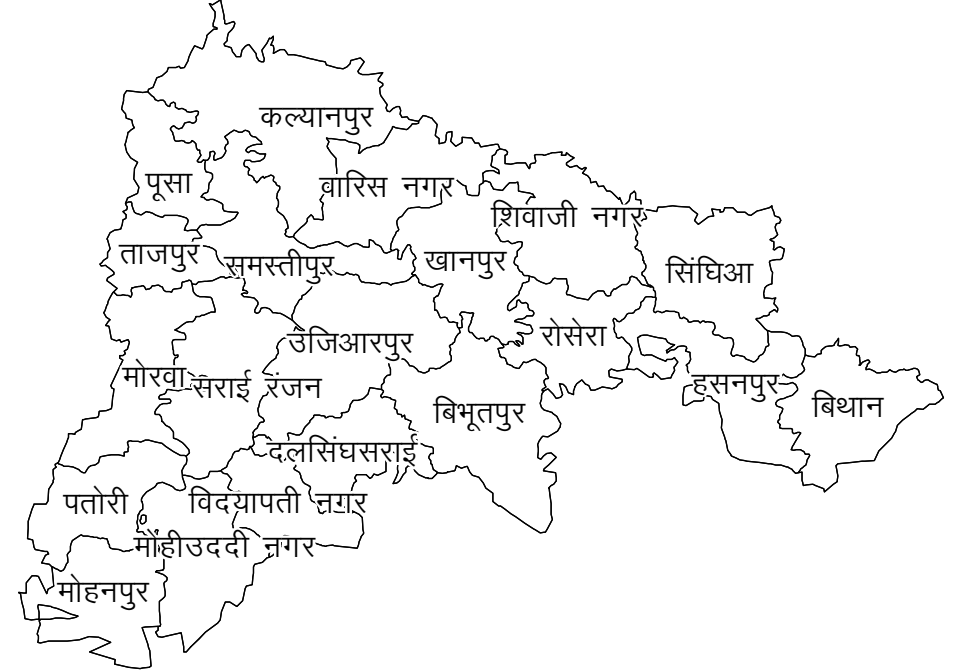 कल्यानपुर
पूसा
वारिस नगर
शिवाजी नगर
ताजपुर
समस्तीपुर
खानपुर
सिंघिआ
रोसेरा
उजिआरपुर
मोरवा
सराई रंजन
हसनपुर
बिथान
बिभूतपुर
दलसिंघसराई
पतोरी
विदयापती नगर
मोंहीउददी नगर
मोहनपुर